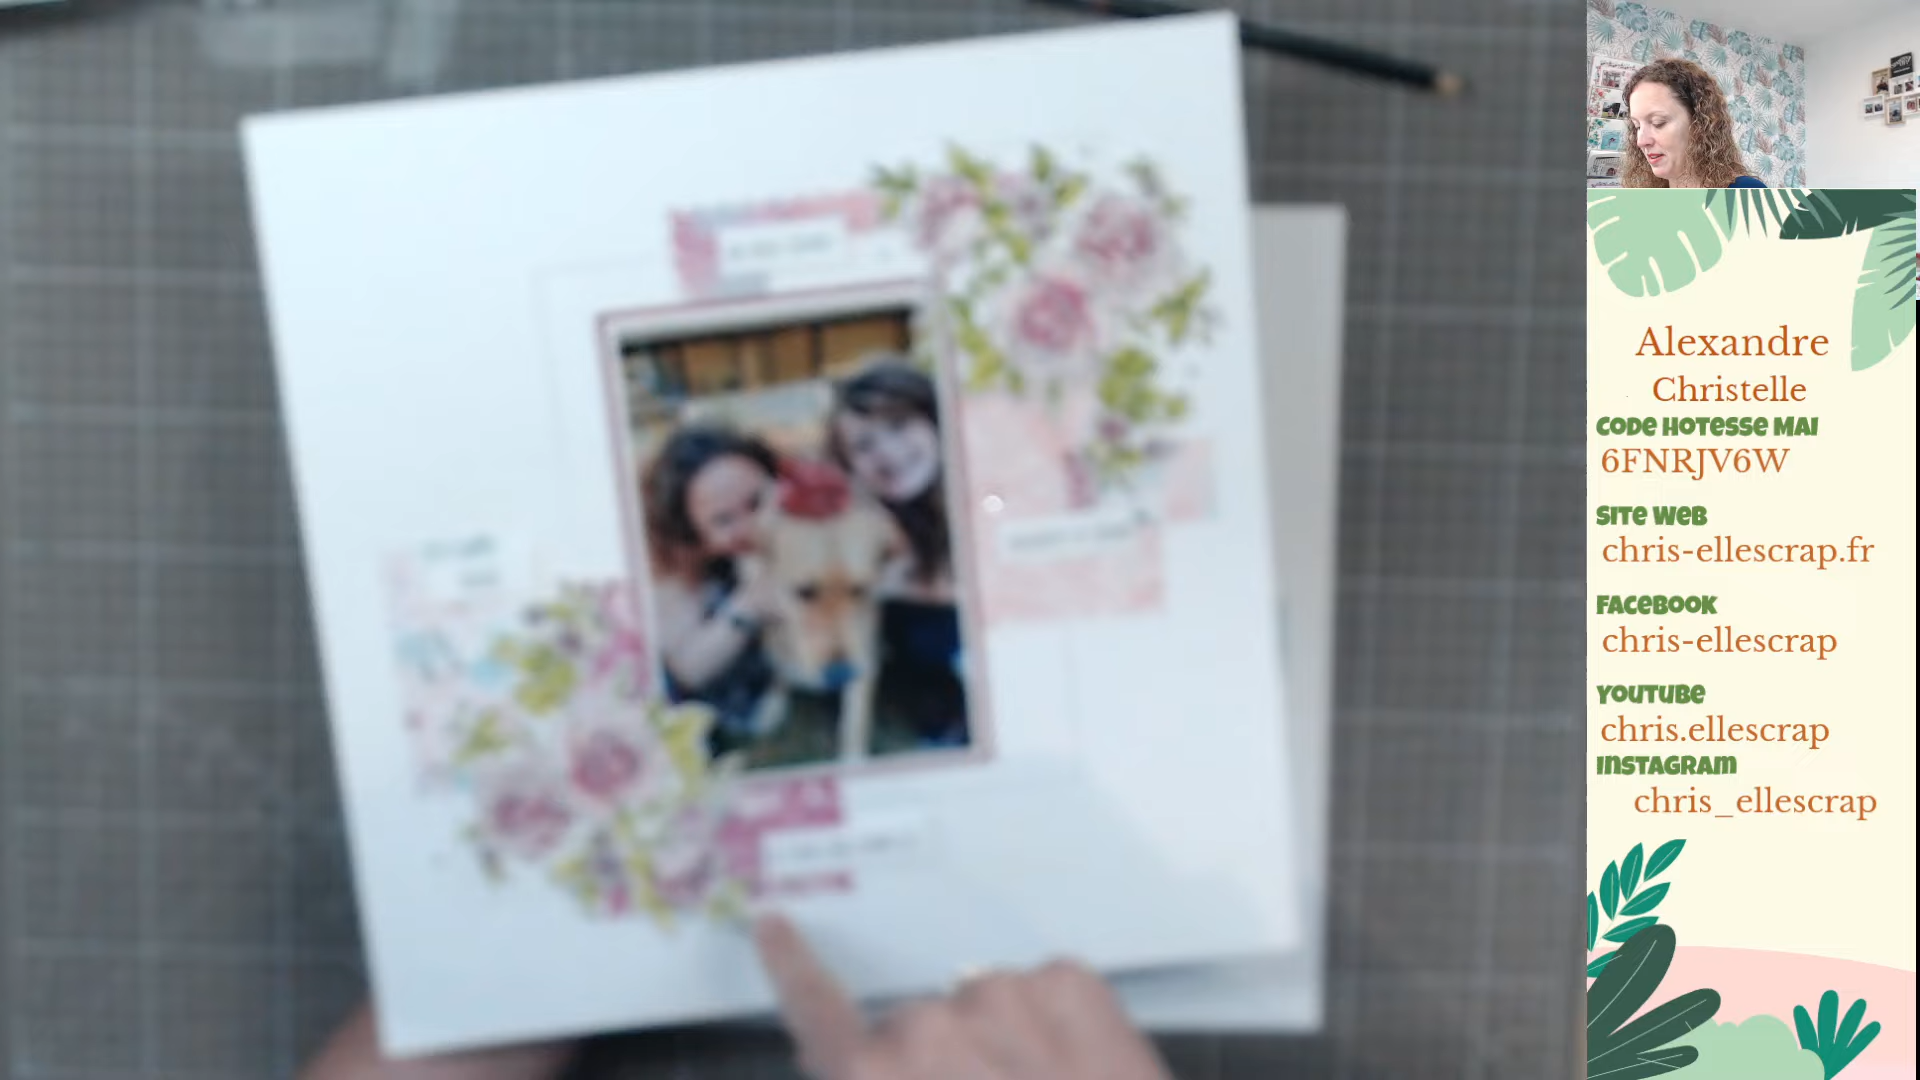 Alexandre
Christelle
CODE HOTESSE MAI
6FNRJV6W
SITE WEB
chris-ellescrap.fr
FACEBOOK
chris-ellescrap
YOUTUBE
chris.ellescrap
INSTAGRAM
chris_ellescrap